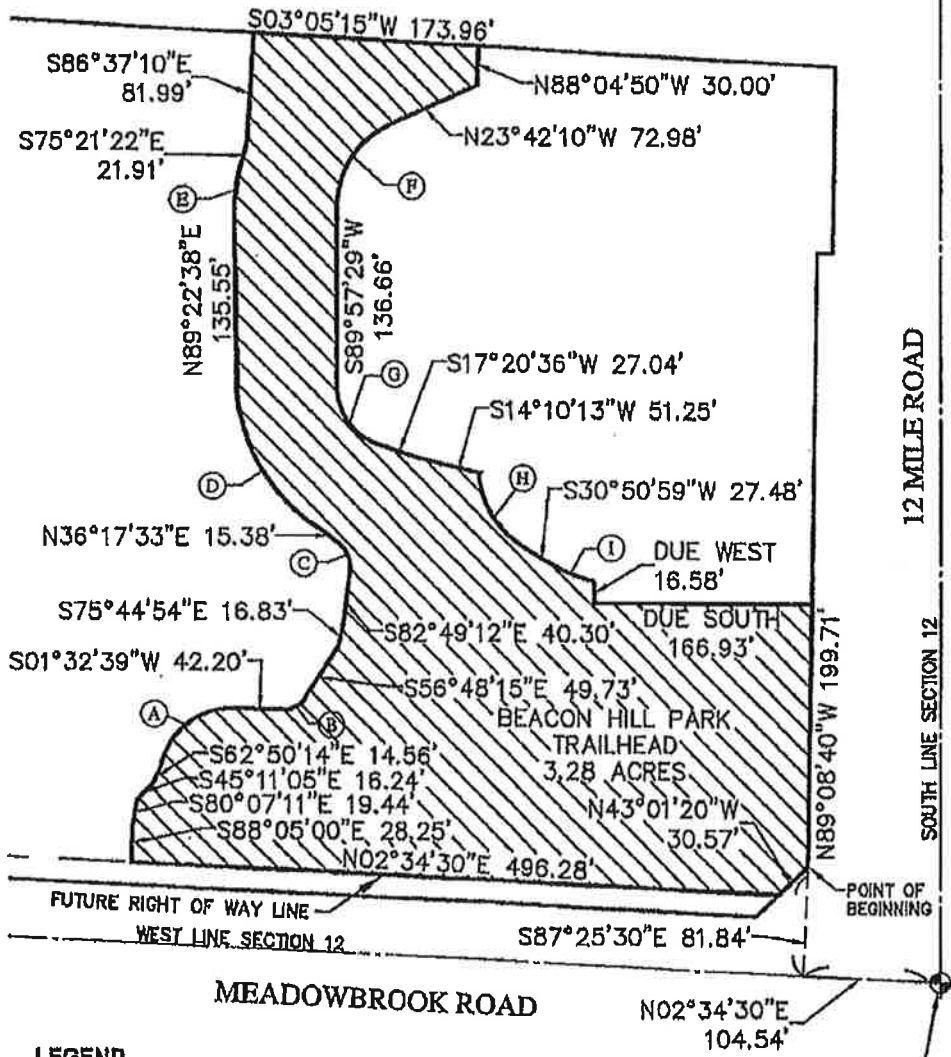 S03°05'15"W 173.96'
S86°37'10"E
81.99'
N88°04'50"W 30.00'
N23°42'10"W 72.98'
S75°21'22"E
21.91'
F
E
N89°22'38"E
135.55'
S89°57'29"W
136.66'
G
S17°20'36"W 27.04'
S14°10'13"W 51.25'
D
H
S30°50'59"W 27.48'
N36°17'33"E 15.38'
C
I
DUE WEST
16.58'
S75°44'54"E 16.83'
S82°49'12"E 40.30'
DUE SOUTH
166.93'
S01°32'39"W 42.20'
S56°48'15"E 49.73'
A
B
BEACON HILL PARK
TRAILHEAD
3.28 ACRES
S62°50'14"E 14.56'
S45°11'05"E 16.24'
S80°07'11"E 19.44'
S88°05'00"E 28.25'
N43°01'20"W
30.57'
N02°34'30"E 496.28'
N89°08'40"W 199.71'
12 MILE ROAD
SOUTH LINE SECTION 12
POINT OF
BEGINNING
FUTURE RIGHT OF WAY LINE
WEST LINE SECTION 12
S87°25'30"E 81.84'
MEADOWBROOK ROAD
N02°34'30"E
104.54'
LEGEND